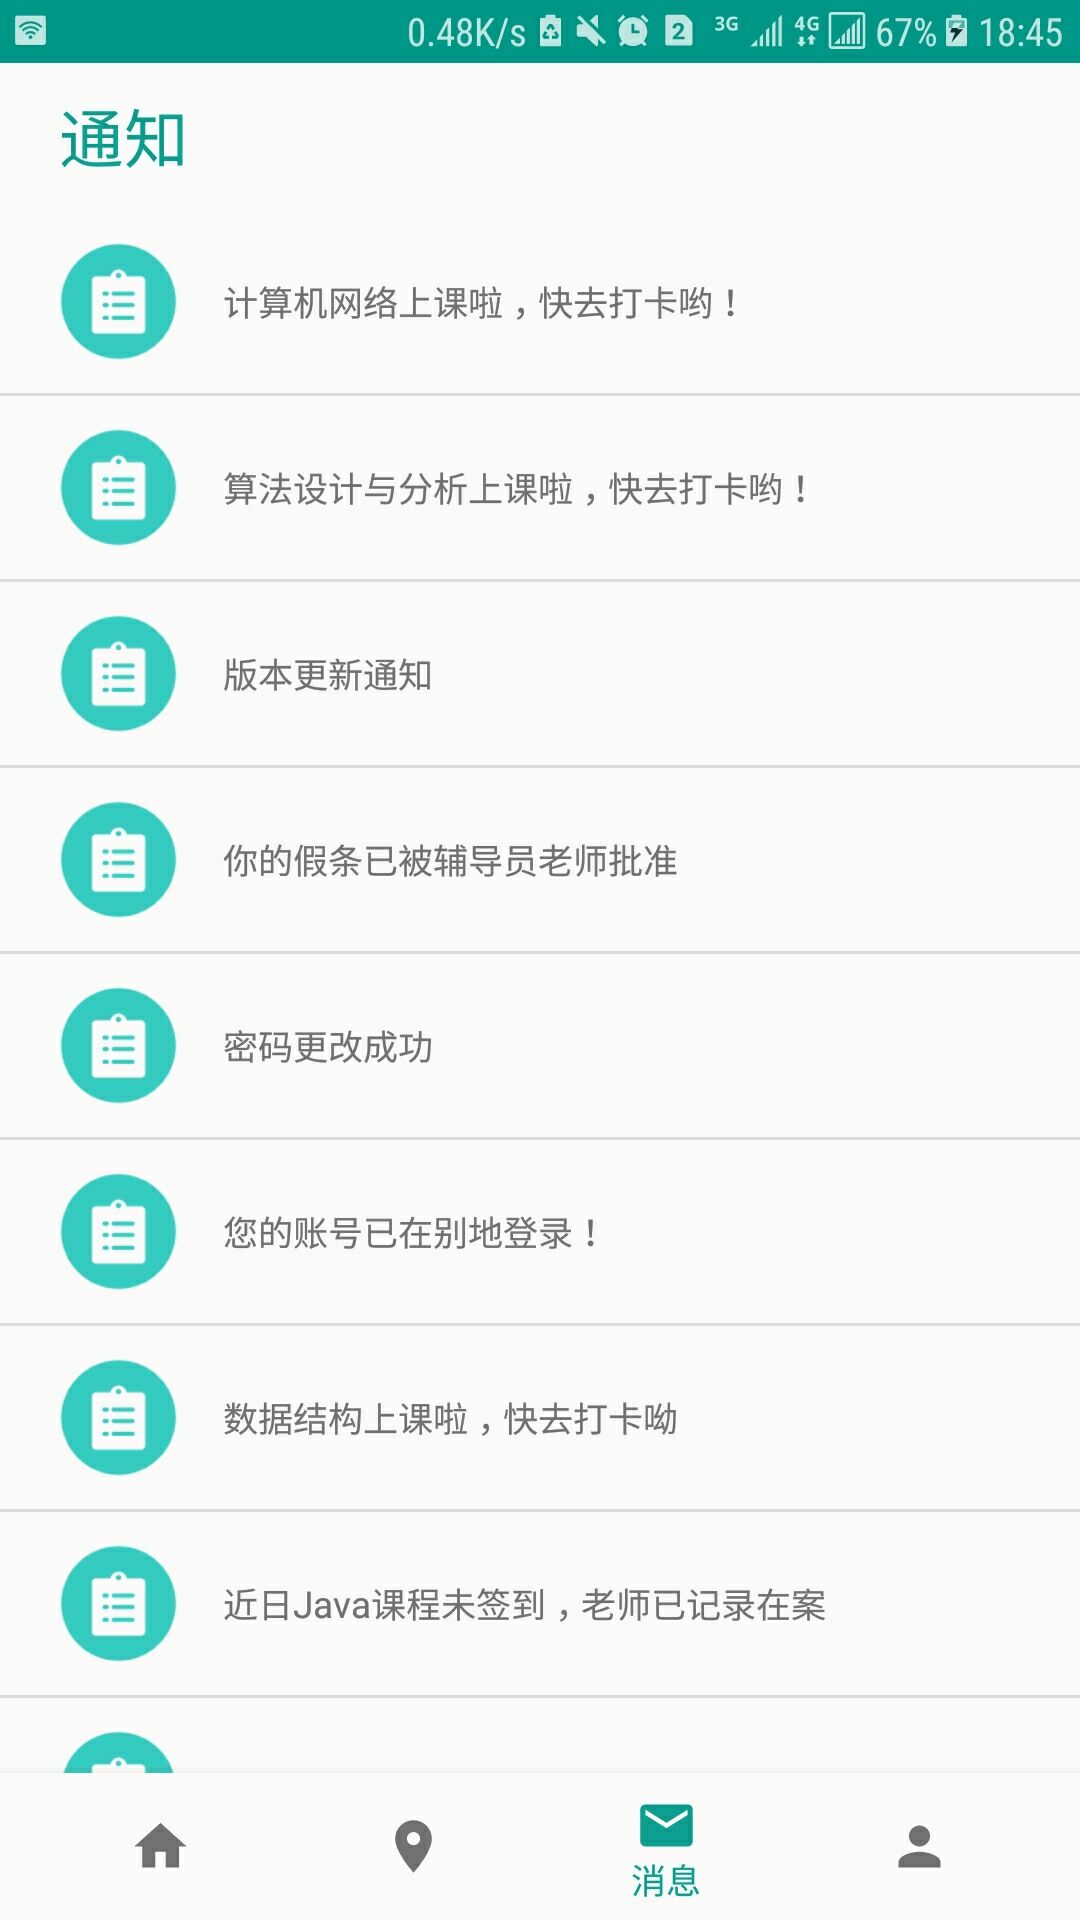 0.48K/s 2 3G 4G 67% 18:45
通知
计算机网络上课啦，快去打卡哟！
算法设计与分析上课啦，快去打卡哟！
版本更新通知
你的假条已被辅导员老师批准
密码更改成功
您的账号已在别地登录！
数据结构上课啦，快去打卡呦
近日Java课程未签到，老师已记录在案
消息